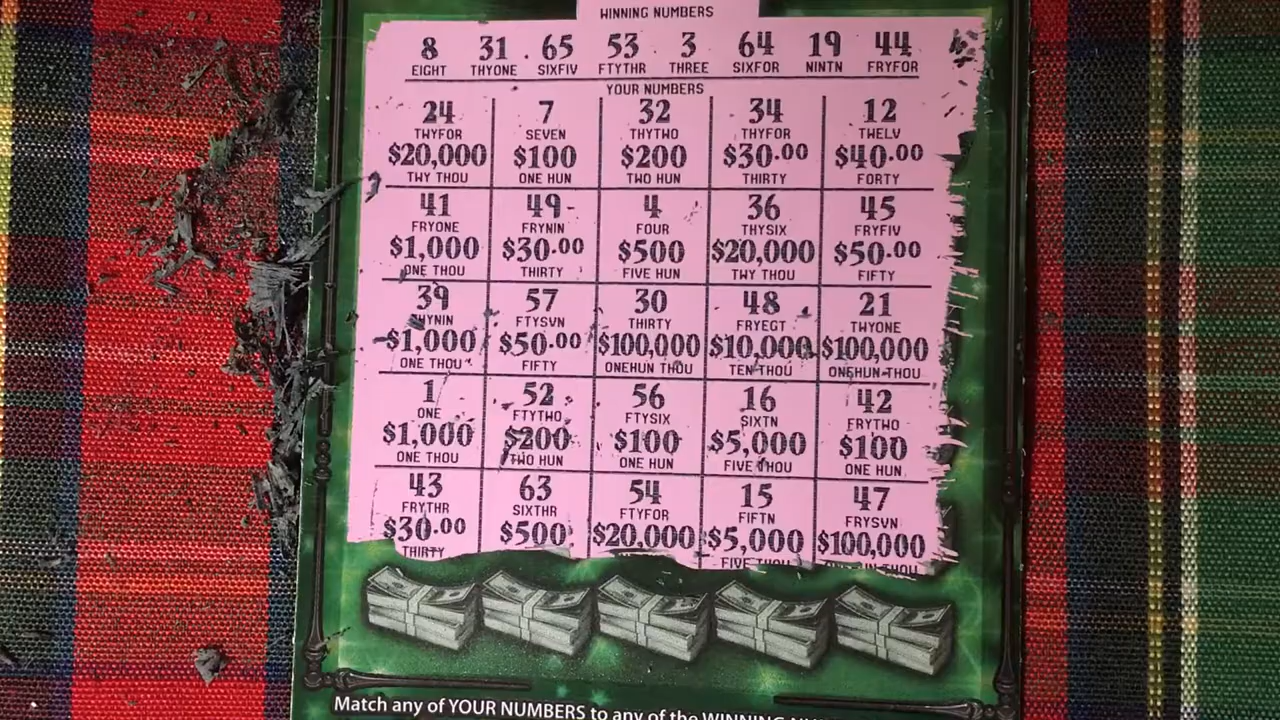 WINNING NUMBERS
8 31 65 53 3 64 19 44
EIGHT THYONE SIXFIV FTYTHR THREE SIXFOR NINTN FRYFOR
YOUR NUMBERS
24 7 32 34 12
TWYFOR SEVEN THYTWO THYFOR TWELV
$20,000 $100 $200 $30.00 $40.00
TWY THOU ONE HUN TWO HUN THIRTY FORTY
41 49 4 36 45
FRYONE FRYNIN FOUR THYSIX FRYFIV
$1,000 $30.00 $500 $20,000 $50.00
ONE THOU THIRTY FIVE HUN TWY THOU FIFTY
39 57 30 48 21
THYNIN FTYSVN THIRTY FRYEGT TWYONE
$1,000 $50.00 $100,000 $10,000 $100,000
ONE THOU FIFTY ONEHUN THOU TEN THOU ONEHUN THOU
1 52 56 16 42
ONE FTYTWO FTYSIX SIXTN FRYTWO
$1,000 $200 $100 $5,000 $100
ONE THOU TWO HUN ONE HUN FIVE THOU ONE HUN
43 63 54 15 47
FRYTHR SIXTHR FTYFOR FIFTN FRYSVN
$30.00 $500 $20,000 $5,000 $100,000
THIRTY FIVE THOU
Match any of YOUR NUMBERS to any of the WINNING